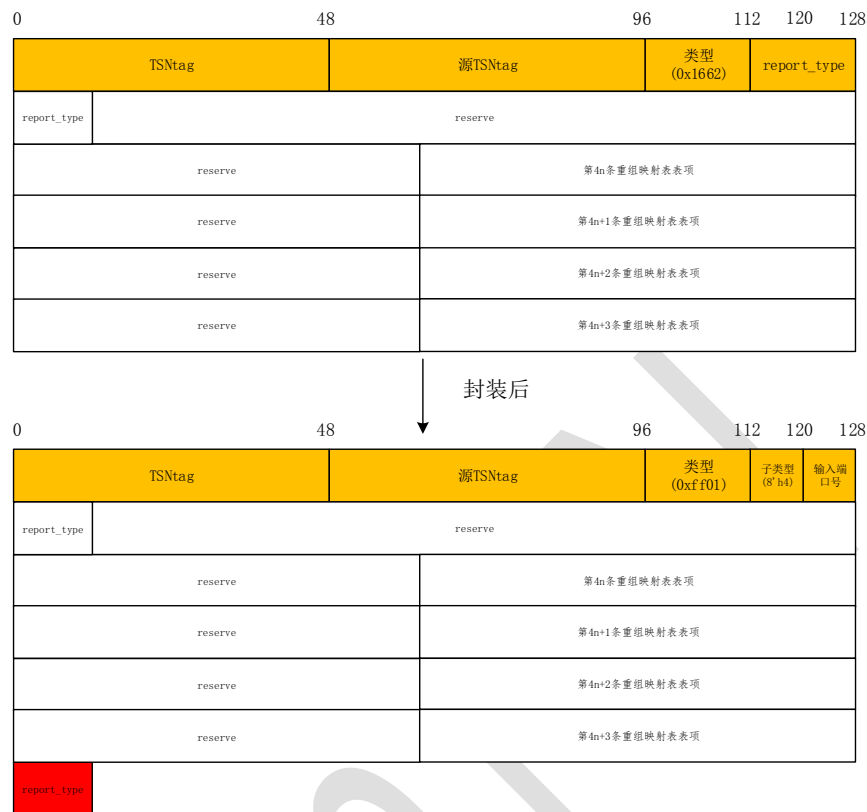 0 48 96 112 120 128
TSNtag 源TSNtag 类型 report_type
(0x1662)
report_type reserve
reserve 第4n条重组映射表表项
reserve 第4n+1条重组映射表表项
reserve 第4n+2条重组映射表表项
reserve 第4n+3条重组映射表表项
封装后
0 48 96 112 120 128
TSNtag 源TSNtag 类型 子类型 输入端
(0xff01) (8'h4) 口号
report_type reserve
reserve 第4n条重组映射表表项
reserve 第4n+1条重组映射表表项
reserve 第4n+2条重组映射表表项
reserve 第4n+3条重组映射表表项
report_type